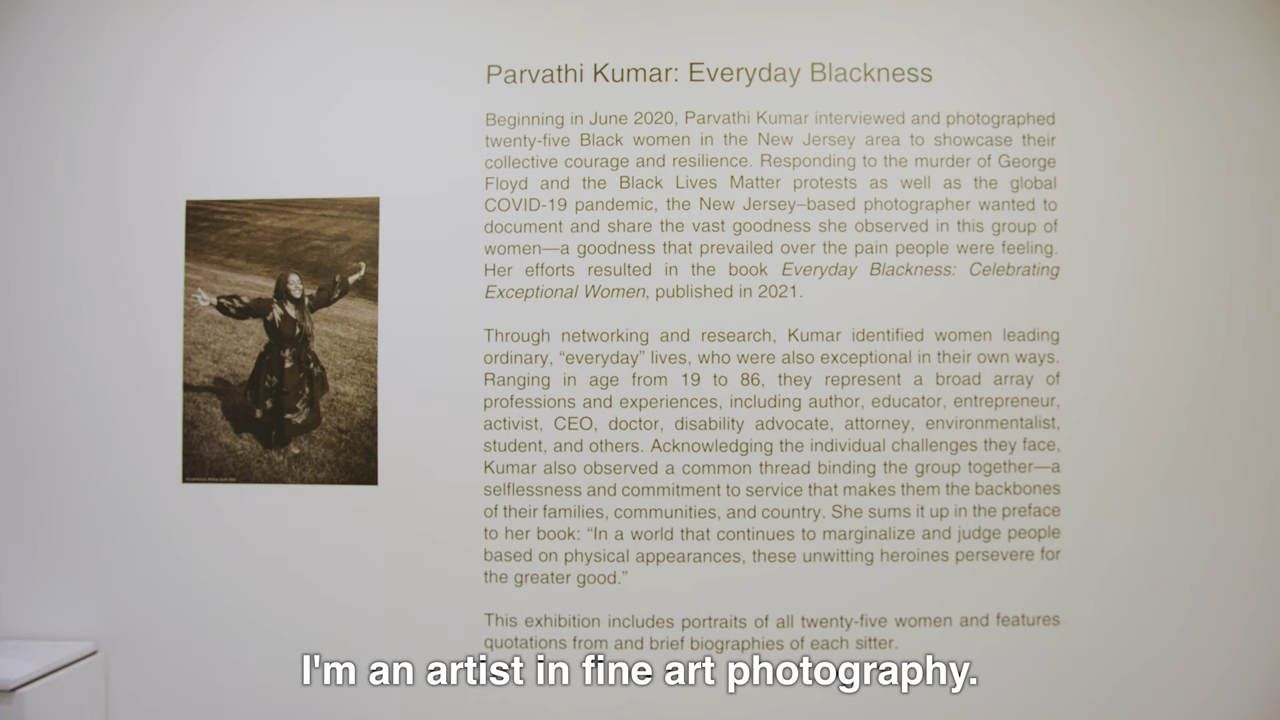 Parvathi Kumar: Everyday Blackness
Beginning in June 2020, Parvathi Kumar interviewed and photographed
twenty-five Black women in the New Jersey area to showcase their
collective courage and resilience. Responding to the murder of George
Floyd and the Black Lives Matter protests as well as the global
COVID-19 pandemic, the New Jersey–based photographer wanted to
document and share the vast goodness she observed in this group of
women—a goodness that prevailed over the pain people were feeling.
Her efforts resulted in the book Everyday Blackness: Celebrating
Exceptional Women, published in 2021.
Through networking and research, Kumar identified women leading
ordinary, “everyday” lives, who were also exceptional in their own ways.
Ranging in age from 19 to 86, they represent a broad array of
professions and experiences, including author, educator, entrepreneur,
activist, CEO, doctor, disability advocate, attorney, environmentalist,
student, and others. Acknowledging the individual challenges they face,
Kumar also observed a common thread binding the group together—a
selflessness and commitment to service that makes them the backbones
of their families, communities, and country. She sums it up in the preface
to her book: “In a world that continues to marginalize and judge people
based on physical appearances, these unwitting heroines persevere for
the greater good.”
This exhibition includes portraits of all twenty-five women and features
quotations from and brief biographies of each sitter.
I'm an artist in fine art photography.